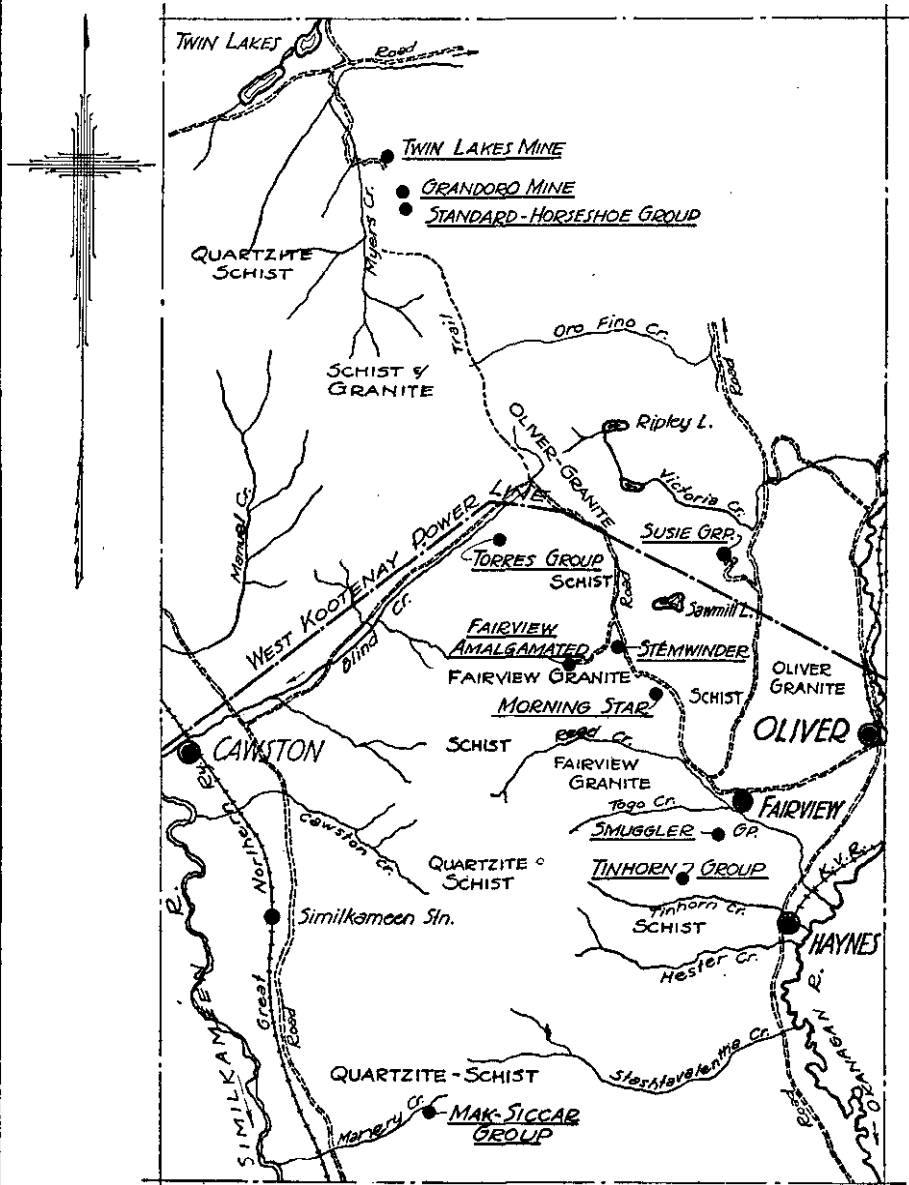 TWIN LAKES
Road
TWIN LAKES MINE
GRANDORO MINE
STANDARD-HORSESHOE GROUP
Myers Cr.
QUARTZITE
SCHIST
Trail
Oro Fino Cr.
Road
SCHIST &
GRANITE
OLIVER-GRANITE
Ripley L.
Victoria Cr.
Manuel Cr.
WEST KOOTENAY POWER LINE
SUSIE GRP.
TORRES GROUP
SCHIST
Road
Sawmill L.
Blind Cr.
FAIRVIEW
AMALGAMATED
STEMWINDER
FAIRVIEW GRANITE
OLIVER
GRANITE
SCHIST
MORNING STAR
OLIVER
CAWSTON
SCHIST
Reed Cr.
FAIRVIEW
GRANITE
Togo Cr.
FAIRVIEW
Cawston Cr.
SMUGGLER
GP.
QUARTZITE
SCHIST
TINHORN GROUP
K.V.R.
Tinhorn Cr.
SCHIST
Similkameen Stn.
HAYNES
Hester Cr.
Great Northern Ry.
Road
SIMILKAMEEN R.
OKANAGAN R.
Road
QUARTZITE-SCHIST
Manery Cr.
MAK-SICCAR
GROUP